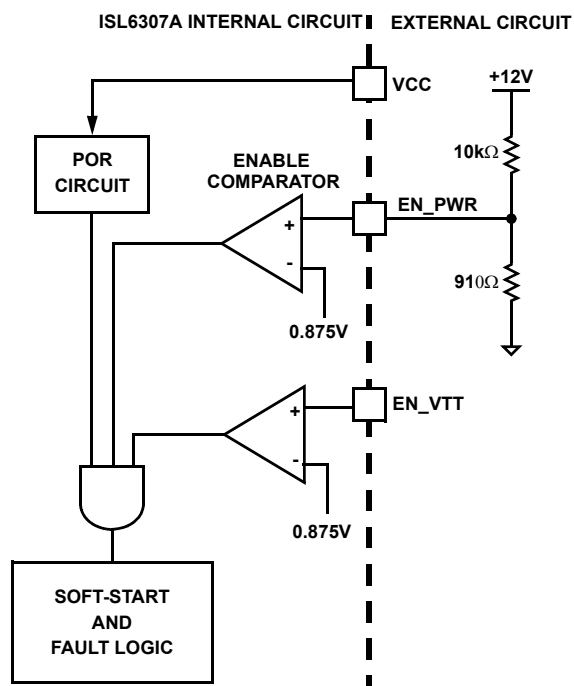 ISL6307A INTERNAL CIRCUIT
EXTERNAL CIRCUIT
VCC
+12V
POR
CIRCUIT
10kΩ
ENABLE
COMPARATOR
+
-
EN_PWR
910Ω
0.875V
+
-
EN_VTT
0.875V
SOFT-START
AND
FAULT LOGIC